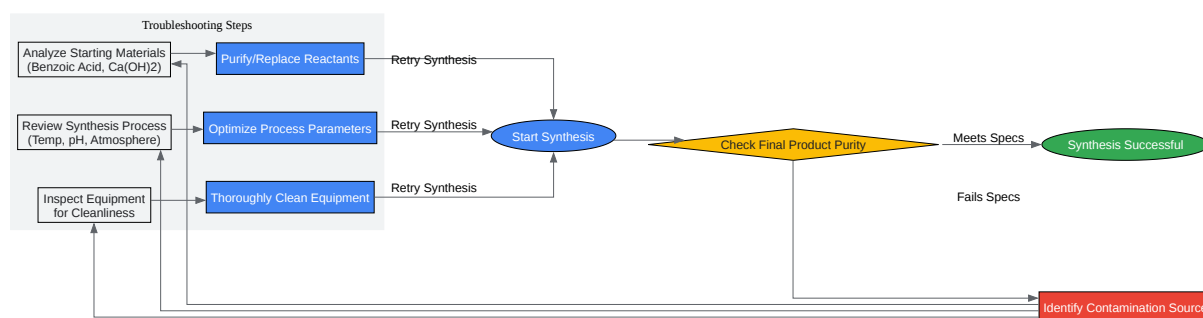 Troubleshooting Steps
Analyze Starting Materials
(Benzoic Acid, Ca(OH)2)
Purify/Replace Reactants
Retry Synthesis
Review Synthesis Process
(Temp, pH, Atmosphere)
Optimize Process Parameters
Retry Synthesis
Start Synthesis
Check Final Product Purity
Meets Specs
Synthesis Successful
Inspect Equipment
for Cleanliness
Thoroughly Clean Equipment
Retry Synthesis
Fails Specs
Identify Contamination Source